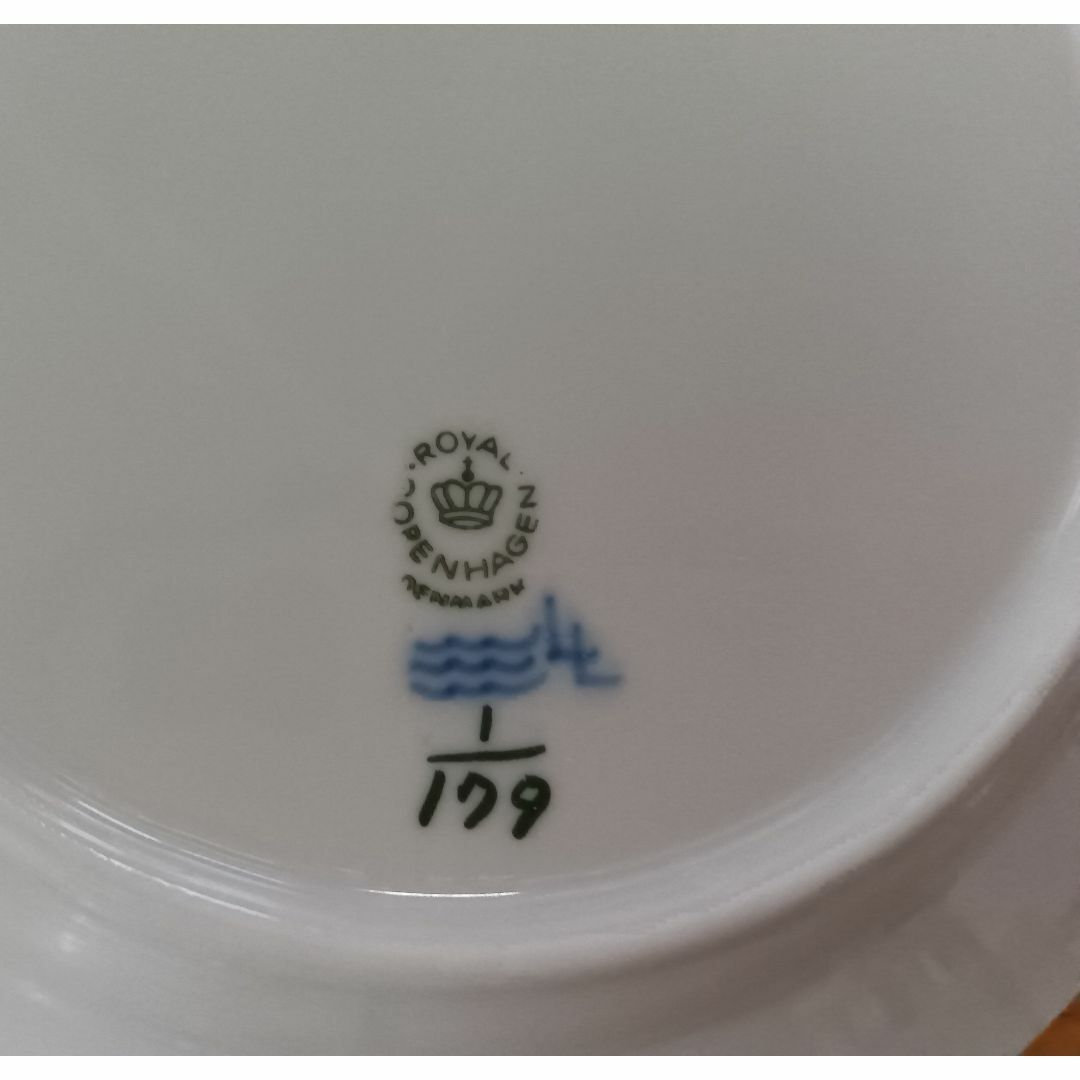 ROYAL
COPENHAGEN
DENMARK
1
179